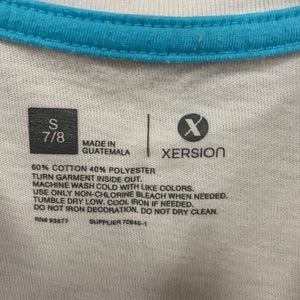 S
7/8
MADE IN
GUATEMALA
X
XERSION
60% COTTON 40% POLYESTER
TURN GARMENT INSIDE OUT.
MACHINE WASH COLD WITH LIKE COLORS.
USE ONLY NON-CHLORINE BLEACH WHEN NEEDED.
TUMBLE DRY LOW. COOL IRON IF NEEDED.
DO NOT IRON DECORATION. DO NOT DRY CLEAN.
RN# 93677 SUPPLIER 70946-1